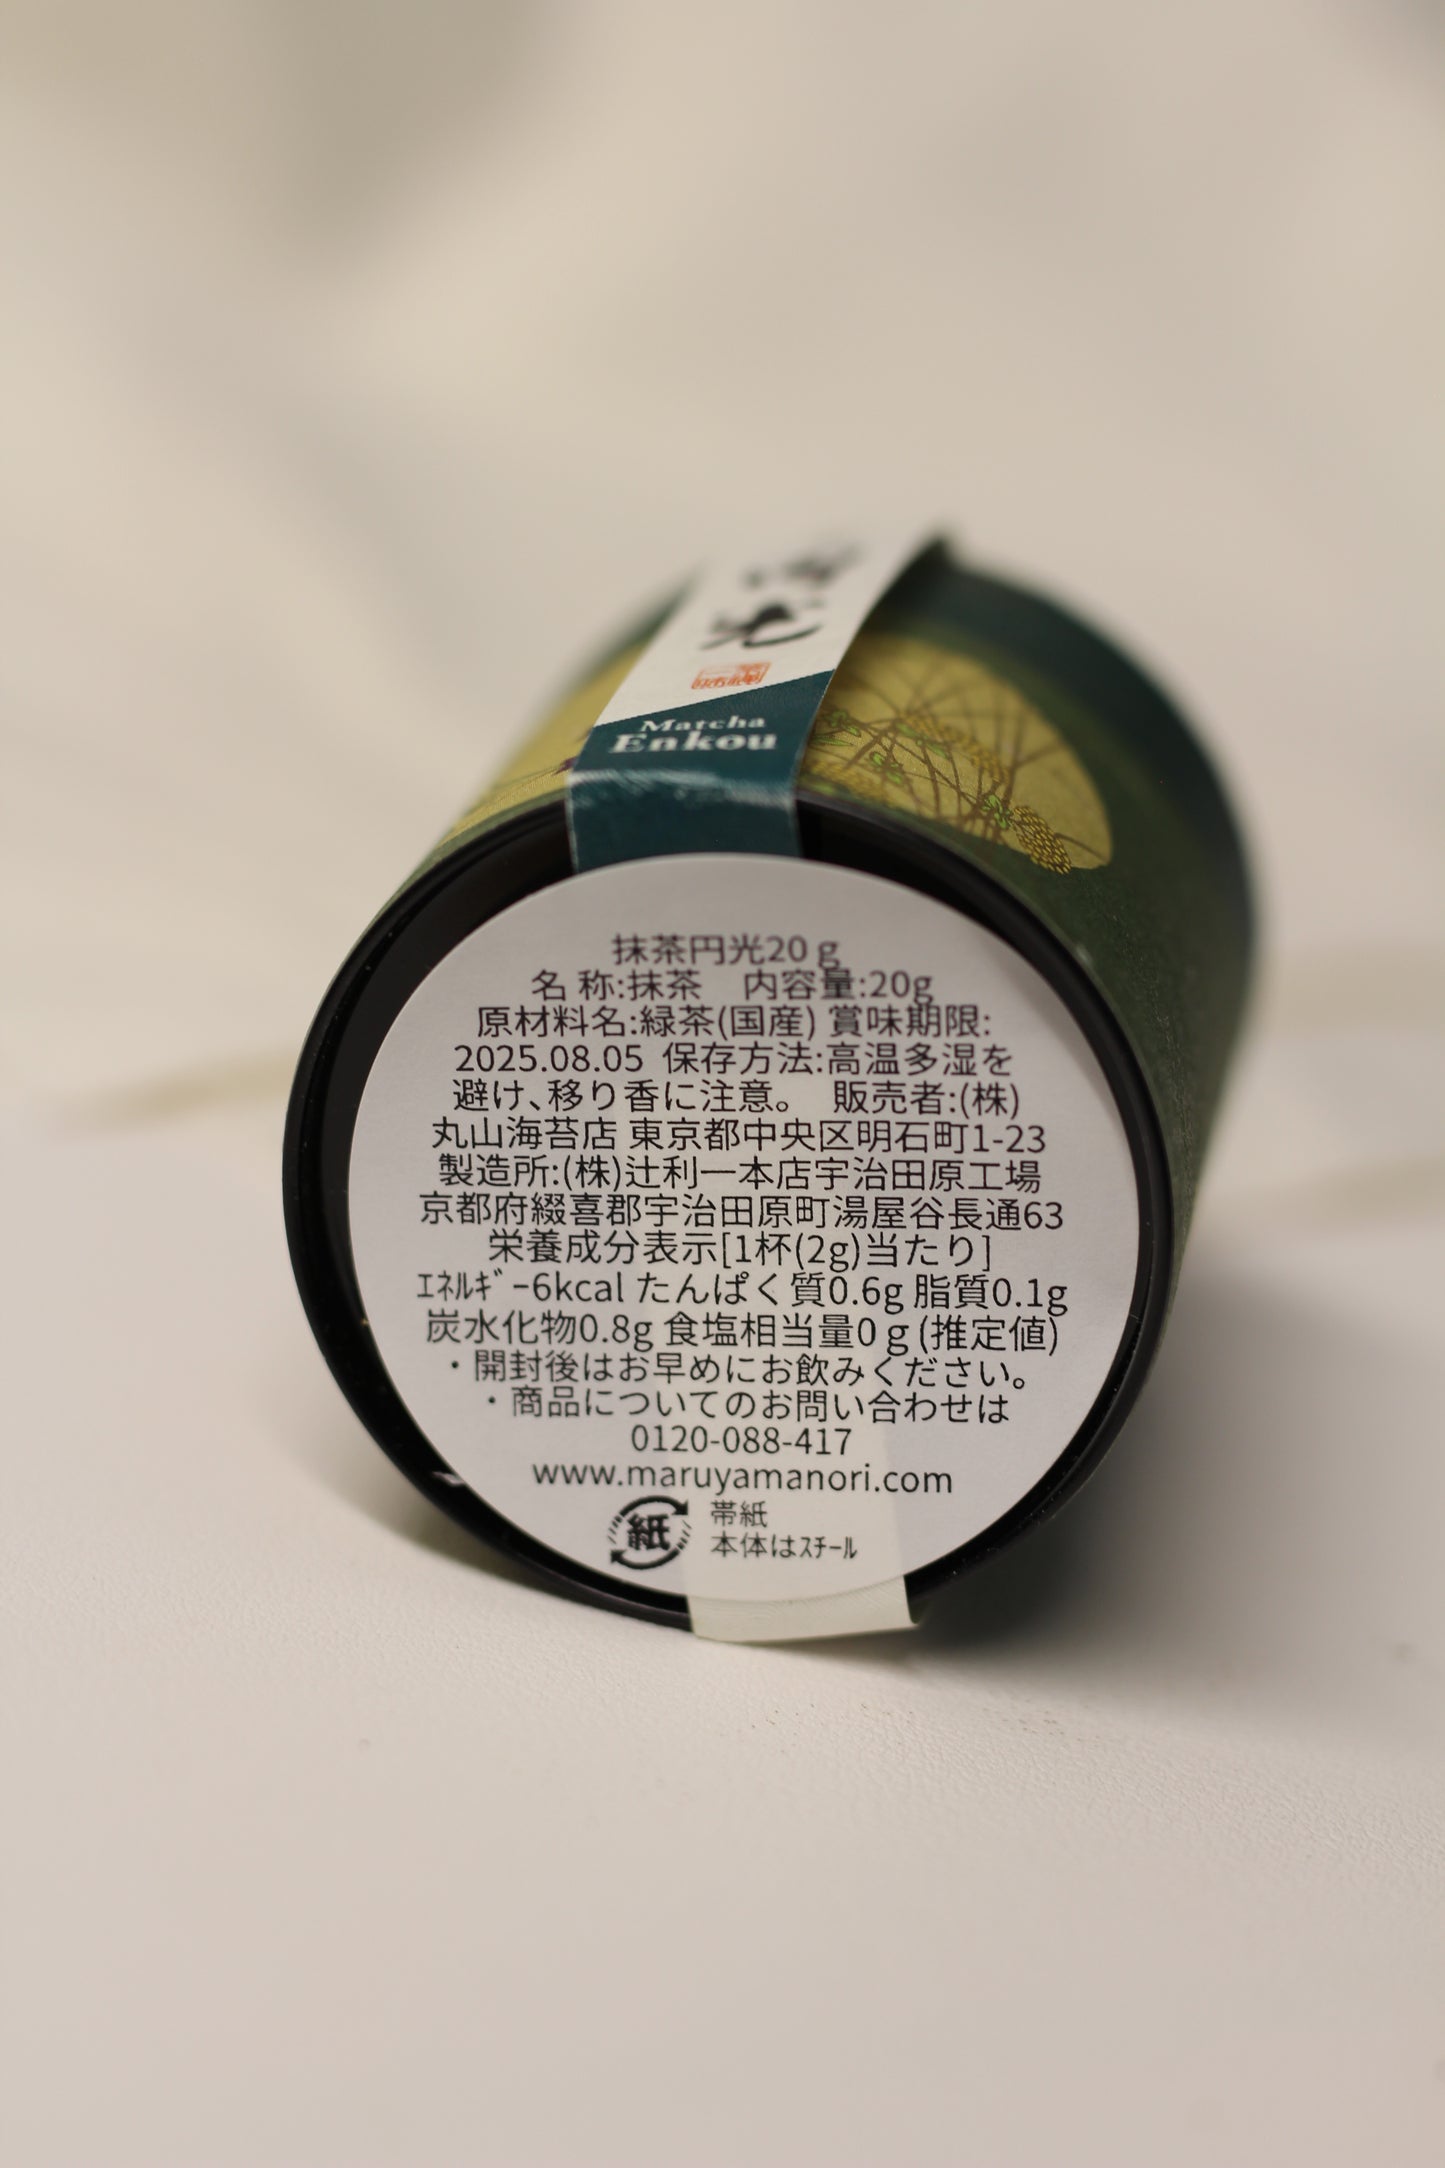 光
Matcha
Enkou
抹茶円光20ｇ
名 称:抹茶　内容量:20g
原材料名:緑茶(国産) 賞味期限:
2025.08.05 保存方法:高温多湿を
避け､移り香に注意。　販売者:(株)
丸山海苔店 東京都中央区明石町1-23
製造所:(株)辻利一本店宇治田原工場
京都府綴喜郡宇治田原町湯屋谷長通63
栄養成分表示[1杯(2g)当たり]
ｴﾈﾙｷﾞｰ6kcal たんぱく質0.6g 脂質0.1g
炭水化物0.8g 食塩相当量0ｇ(推定値)
・開封後はお早めにお飲みください。
・商品についてのお問い合わせは
0120-088-417
www.maruyamanori.com
紙
帯紙
本体はｽﾁｰﾙ